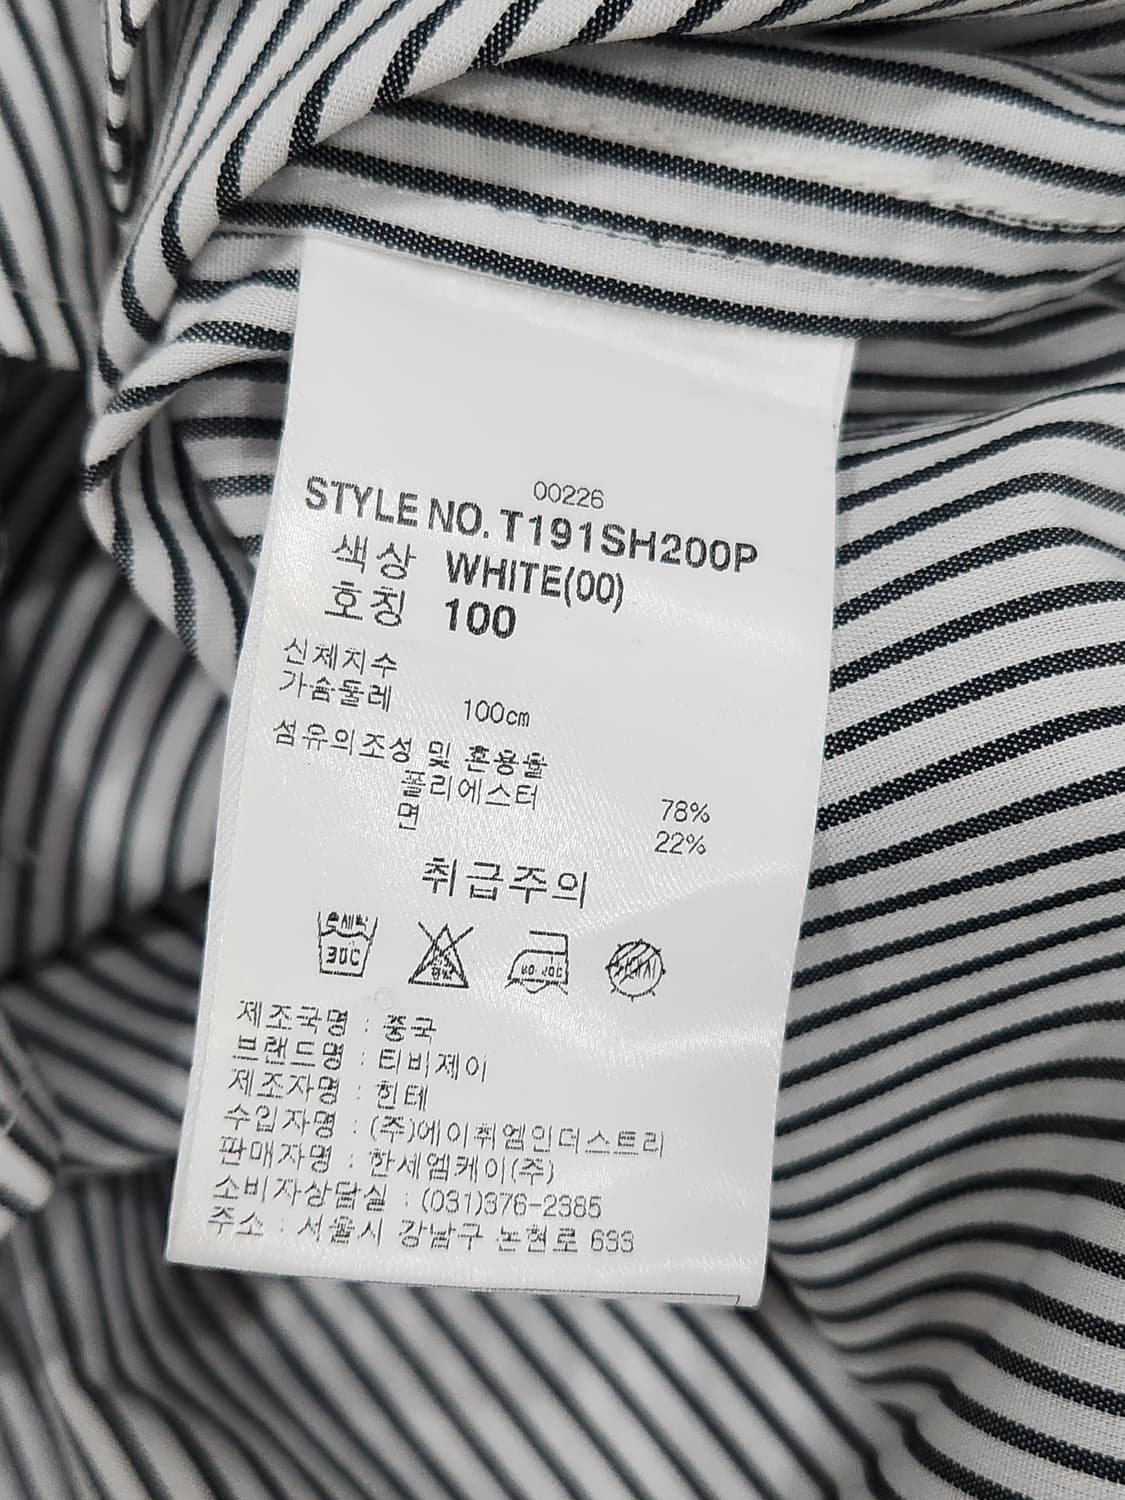 00226
STYLE NO. T191SH200P
색상 WHITE(00)
호칭 100
신체치수
가슴둘레 100cm
섬유의조성 및 혼용율
폴리에스터 78%
면 22%
취급주의
30℃
제조국명 : 중국
브랜드명 : 티비제이
제조자명 : 힌테
수입자명 : (주)에이취엠인더스트리
판매자명 : 한세엠케이(주)
소비자상담실 : (031)376-2385
주소 : 서울시 강남구 논현로 633